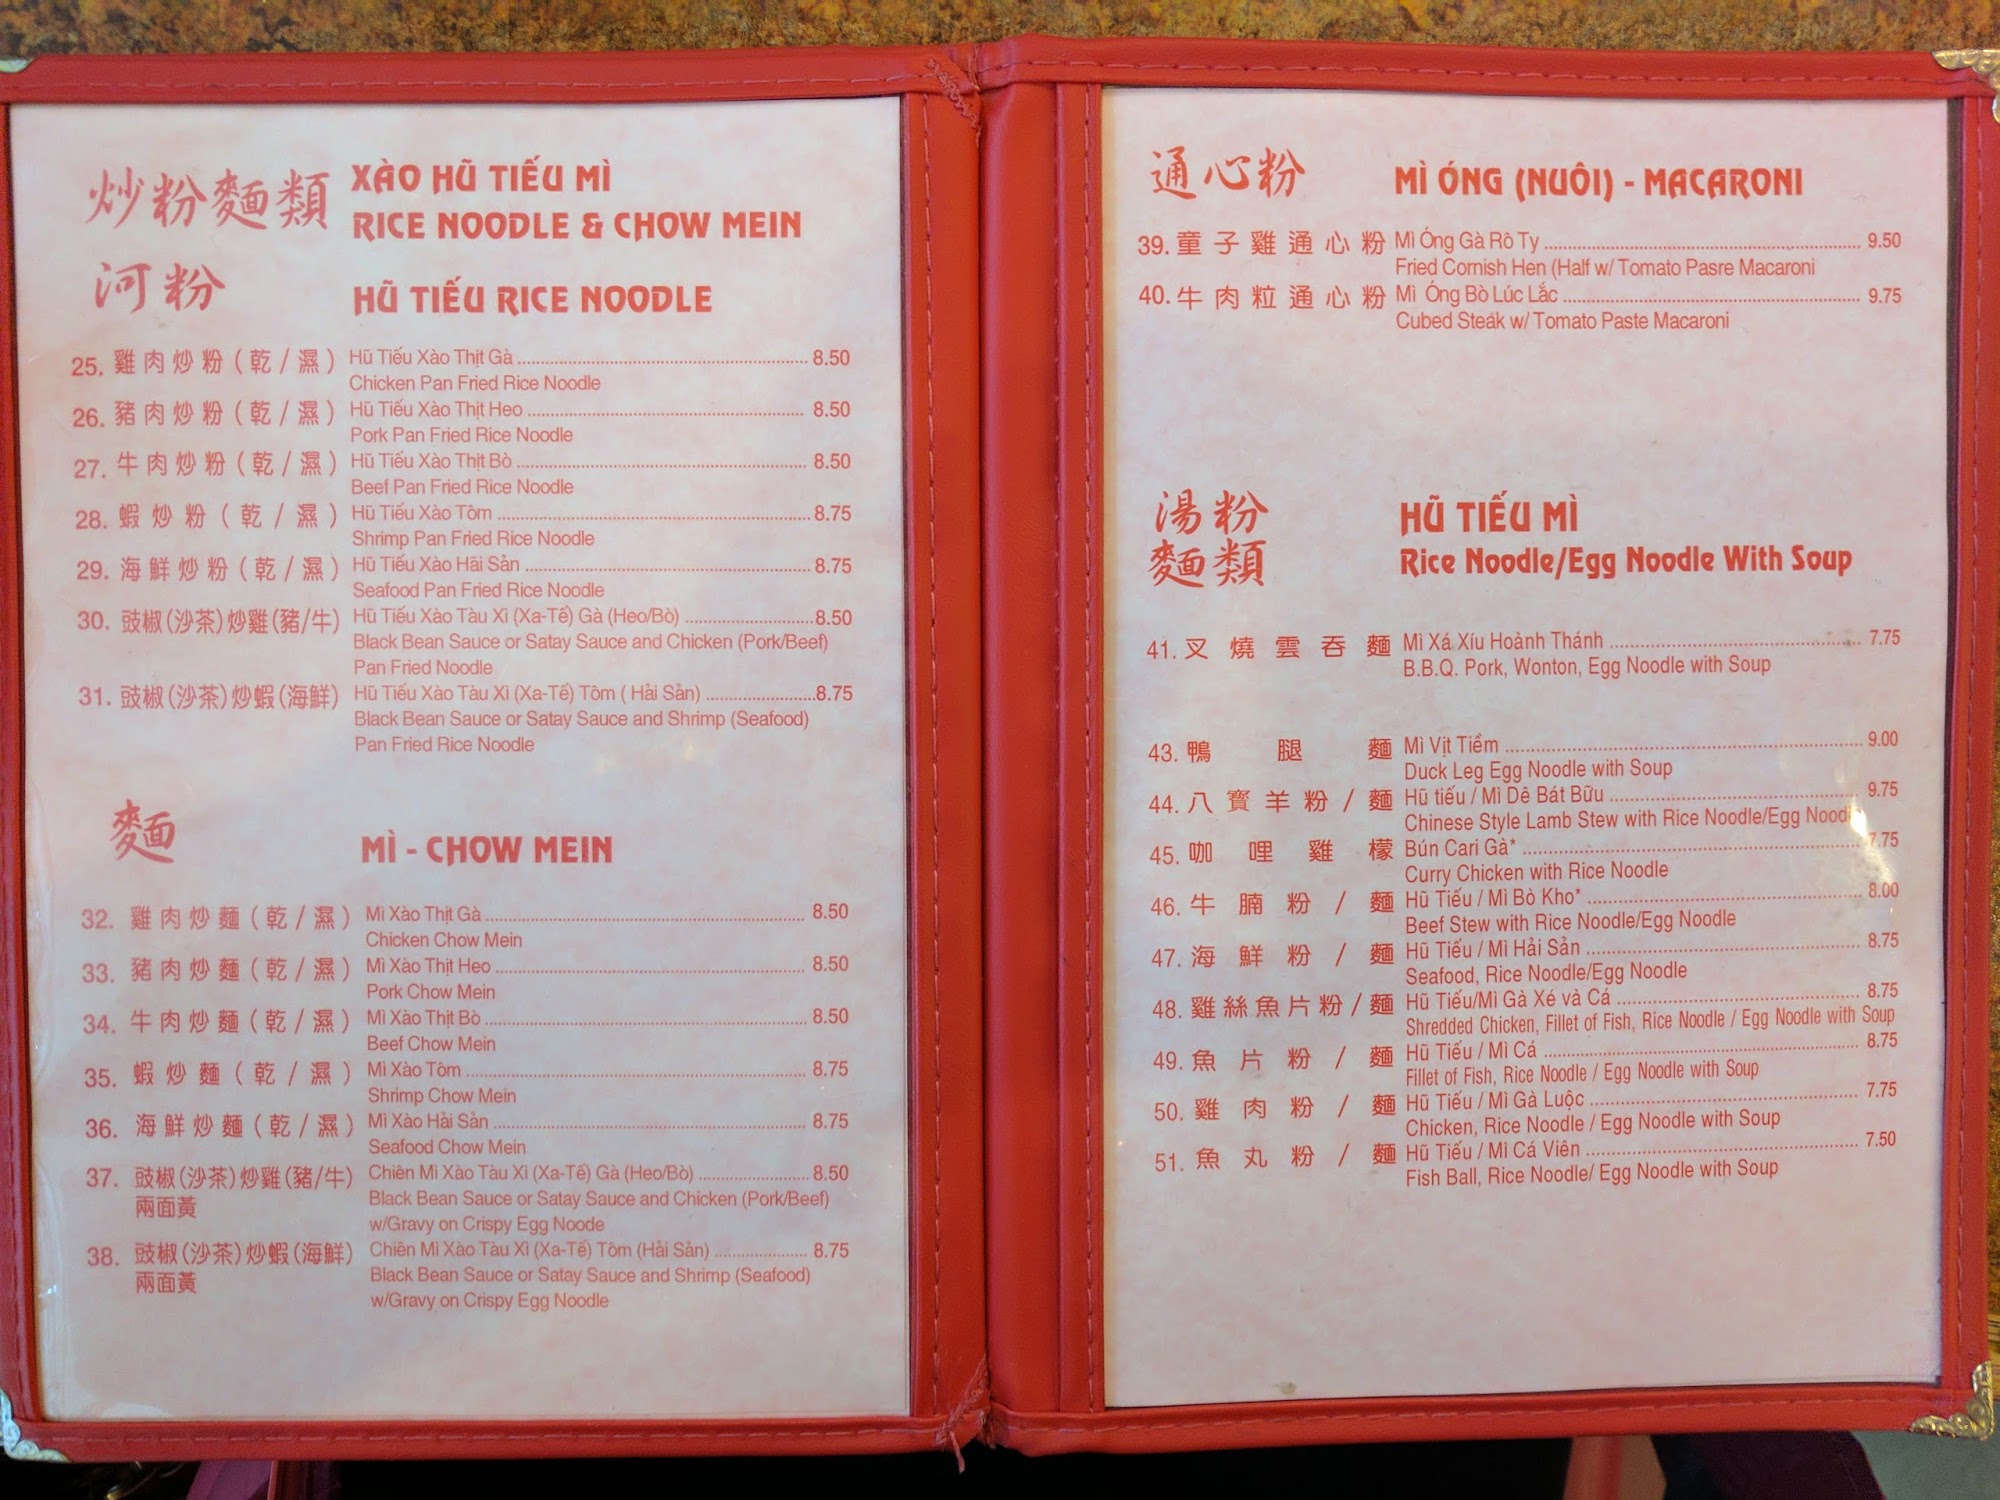 炒粉麵類 XÀO HŨ TIẾU MÌ
RICE NOODLE & CHOW MEIN
河粉 HŨ TIẾU RICE NOODLE
25. 雞肉炒粉(乾/濕) Hũ Tiếu Xào Thịt Gà 8.50
Chicken Pan Fried Rice Noodle
26. 豬肉炒粉(乾/濕) Hũ Tiếu Xào Thịt Heo 8.50
Pork Pan Fried Rice Noodle
27. 牛肉炒粉(乾/濕) Hũ Tiếu Xào Thịt Bò 8.50
Beef Pan Fried Rice Noodle
28. 蝦炒粉(乾/濕) Hũ Tiếu Xào Tôm 8.75
Shrimp Pan Fried Rice Noodle
29. 海鮮炒粉(乾/濕) Hũ Tiếu Xào Hãi Sản 8.75
Seafood Pan Fried Rice Noodle
30. 豉椒(沙茶)炒雞(豬/牛) Hũ Tiếu Xào Tàu Xì (Xa-Tế) Gà (Heo/Bò) 8.50
Black Bean Sauce or Satay Sauce and Chicken (Pork/Beef)
Pan Fried Noodle
31. 豉椒(沙茶)炒蝦(海鮮) Hũ Tiếu Xào Tàu Xì (Xa-Tế) Tôm ( Hải Sản) 8.75
Black Bean Sauce or Satay Sauce and Shrimp (Seafood)
Pan Fried Rice Noodle
麵 MÌ - CHOW MEIN
32. 雞肉炒麵(乾/濕) Mì Xào Thịt Gà 8.50
Chicken Chow Mein
33. 豬肉炒麵(乾/濕) Mì Xào Thịt Heo 8.50
Pork Chow Mein
34. 牛肉炒麵(乾/濕) Mì Xào Thịt Bò 8.50
Beef Chow Mein
35. 蝦炒麵(乾/濕) Mì Xào Tôm 8.75
Shrimp Chow Mein
36. 海鮮炒麵(乾/濕) Mì Xào Hải Sản 8.75
Seafood Chow Mein
37. 豉椒(沙茶)炒雞(豬/牛) Chiên Mì Xào Tàu Xì (Xa-Tế) Gà (Heo/Bò) 8.50
兩面黃 Black Bean Sauce or Satay Sauce and Chicken (Pork/Beef)
w/Gravy on Crispy Egg Noode
38. 豉椒(沙茶)炒蝦(海鮮) Chiên Mì Xào Tàu Xì (Xa-Tế) Tôm (Hải Sản) 8.75
兩面黃 Black Bean Sauce or Satay Sauce and Shrimp (Seafood)
w/Gravy on Crispy Egg Noodle
通心粉 MÌ ÓNG (NUÔI) - MACARONI
39. 童子雞通心粉 Mì Óng Gà Rô Ty 9.50
Fried Cornish Hen (Half w/ Tomato Pasre Macaroni
40. 牛肉粒通心粉 Mì Óng Bò Lúc Lắc 9.75
Cubed Steak w/ Tomato Paste Macaroni
湯粉 HŨ TIẾU MÌ
麵類 Rice Noodle/Egg Noodle With Soup
41. 叉燒雲吞麵 Mì Xá Xíu Hoành Thánh 7.75
B.B.Q. Pork, Wonton, Egg Noodle with Soup
43. 鴨腿麵 Mì Vịt Tiềm 9.00
Duck Leg Egg Noodle with Soup
44. 八寳羊粉/麵 Hũ tiếu / Mì Dê Bát Bữu 9.75
Chinese Style Lamb Stew with Rice Noodle/Egg Noodle
45. 咖哩雞檬 Bún Cari Gà* 7.75
Curry Chicken with Rice Noodle
46. 牛腩粉/麵 Hũ Tiếu / Mì Bò Kho* 8.00
Beef Stew with Rice Noodle/Egg Noodle
47. 海鮮粉/麵 Hũ Tiếu / Mì Hải Sản 8.75
Seafood, Rice Noodle/Egg Noodle
48. 雞絲魚片粉/麵 Hũ Tiếu/Mì Gà Xé và Cá 8.75
Shredded Chicken, Fillet of Fish, Rice Noodle / Egg Noodle with Soup
49. 魚片粉/麵 Hũ Tiếu / Mì Cá 8.75
Fillet of Fish, Rice Noodle / Egg Noodle with Soup
50. 雞肉粉/麵 Hũ Tiếu / Mì Gà Luộc 7.75
Chicken, Rice Noodle / Egg Noodle with Soup
51. 魚丸粉/麵 Hũ Tiếu / Mì Cá Viên 7.50
Fish Ball, Rice Noodle/ Egg Noodle with Soup